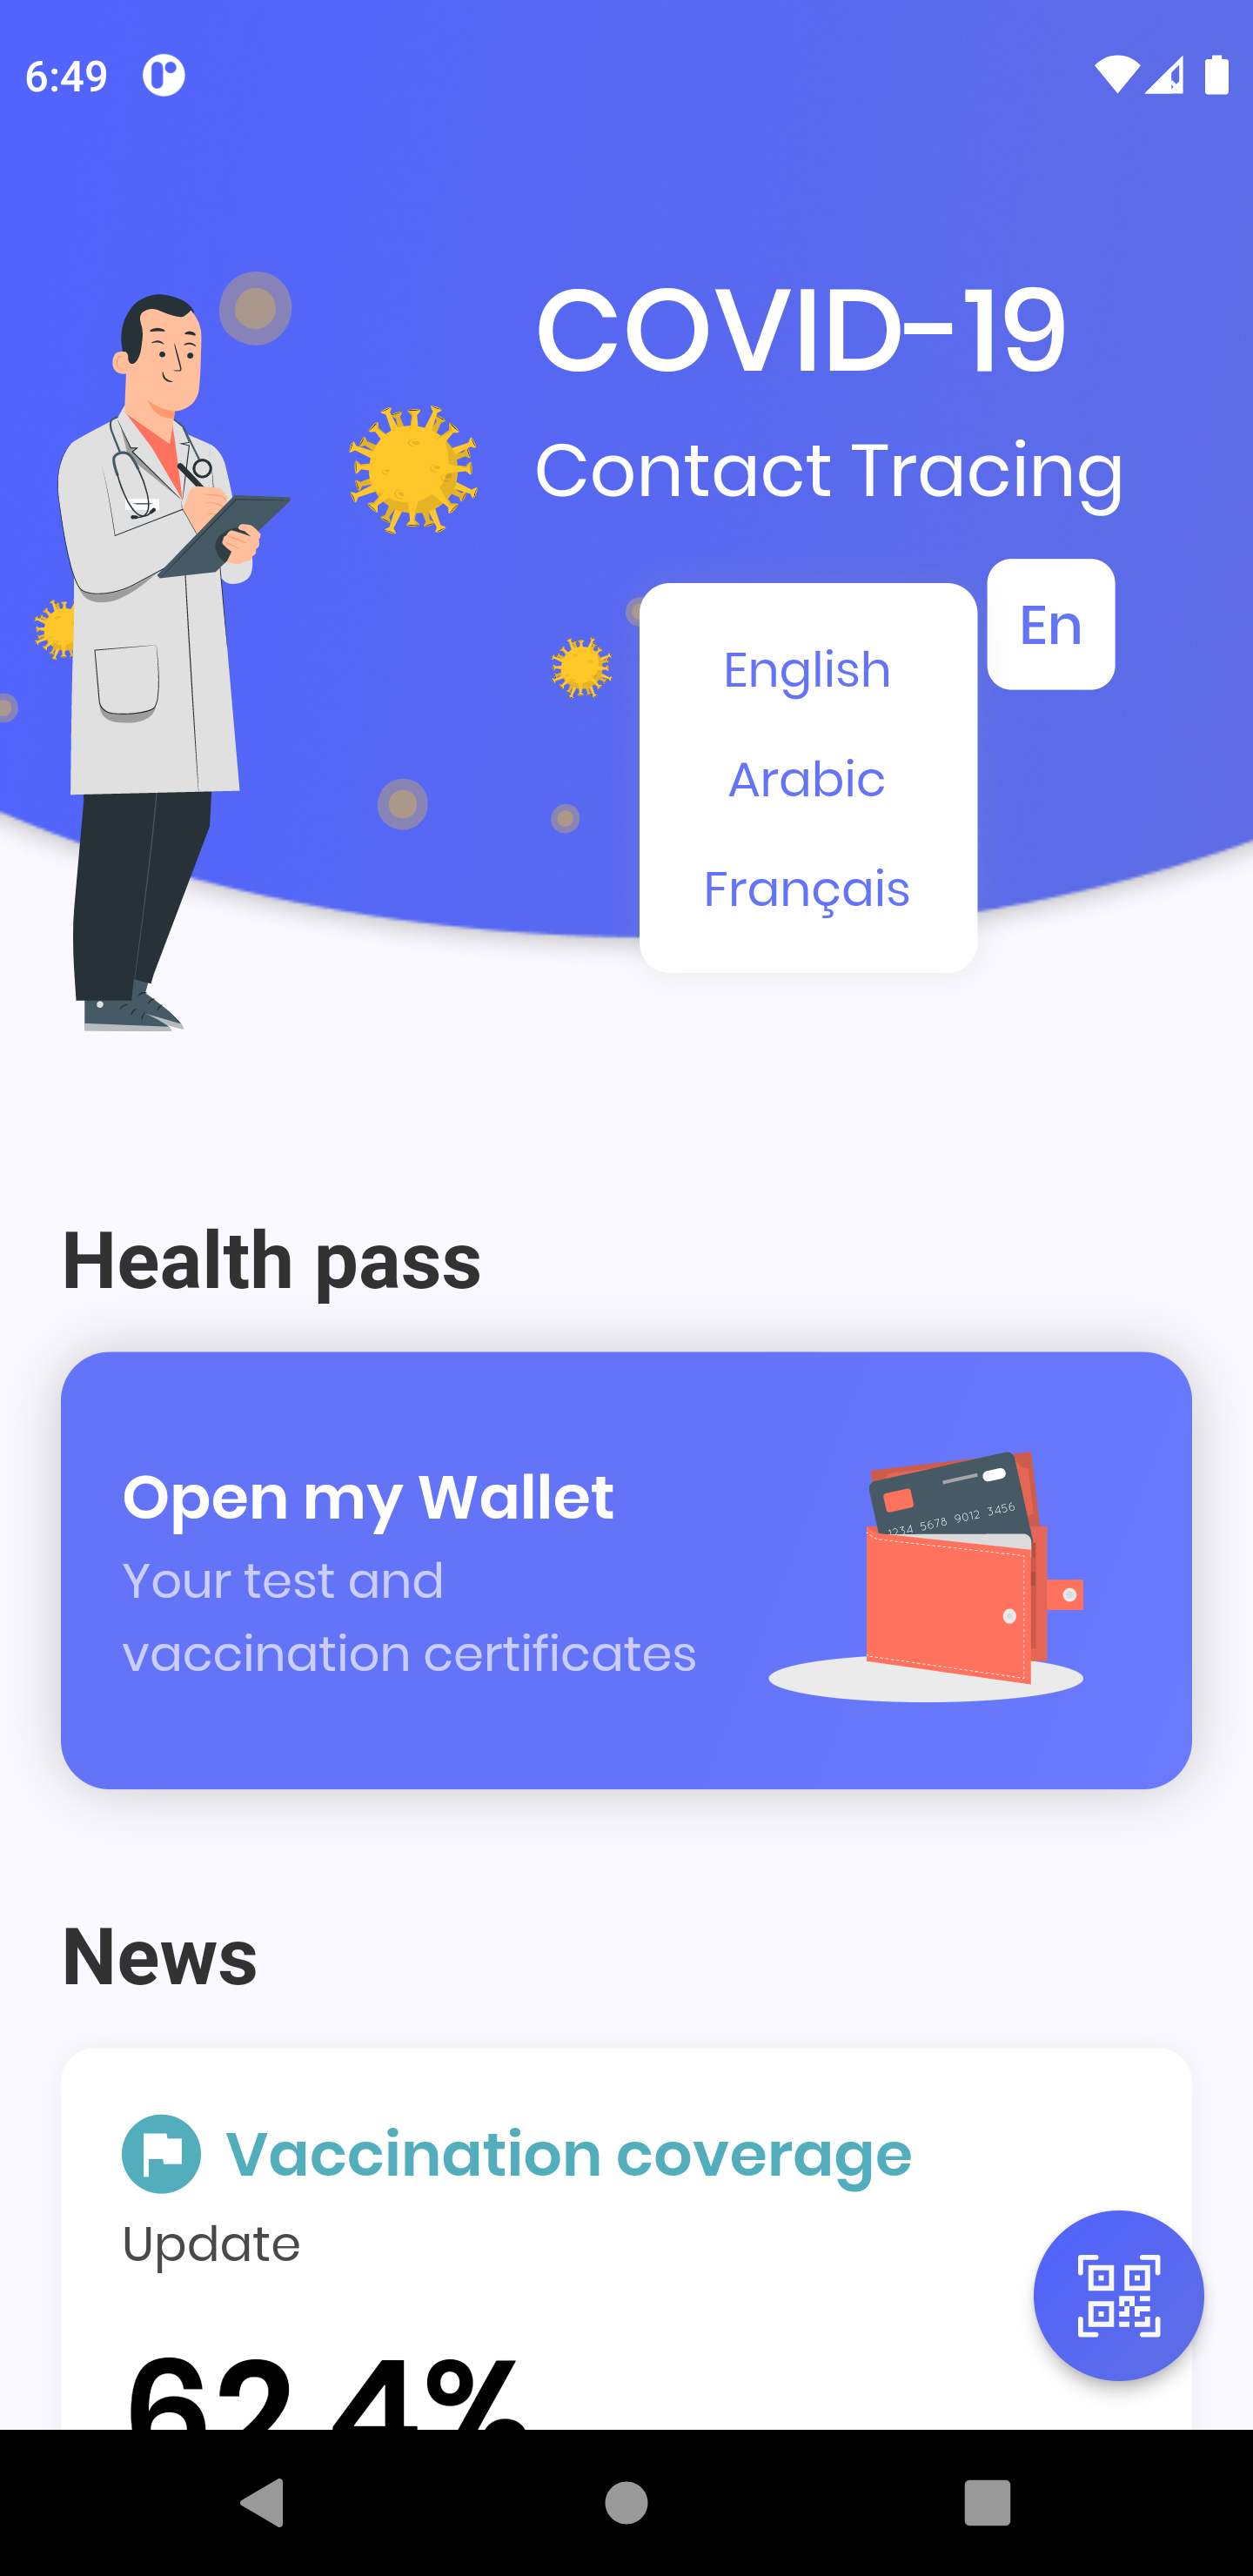 6:49
COVID-19
Contact Tracing
En
English
Arabic
Français
Health pass
Open my Wallet
Your test and
vaccination certificates
1234 5678 9012 3456
News
Vaccination coverage
Update
62.4%